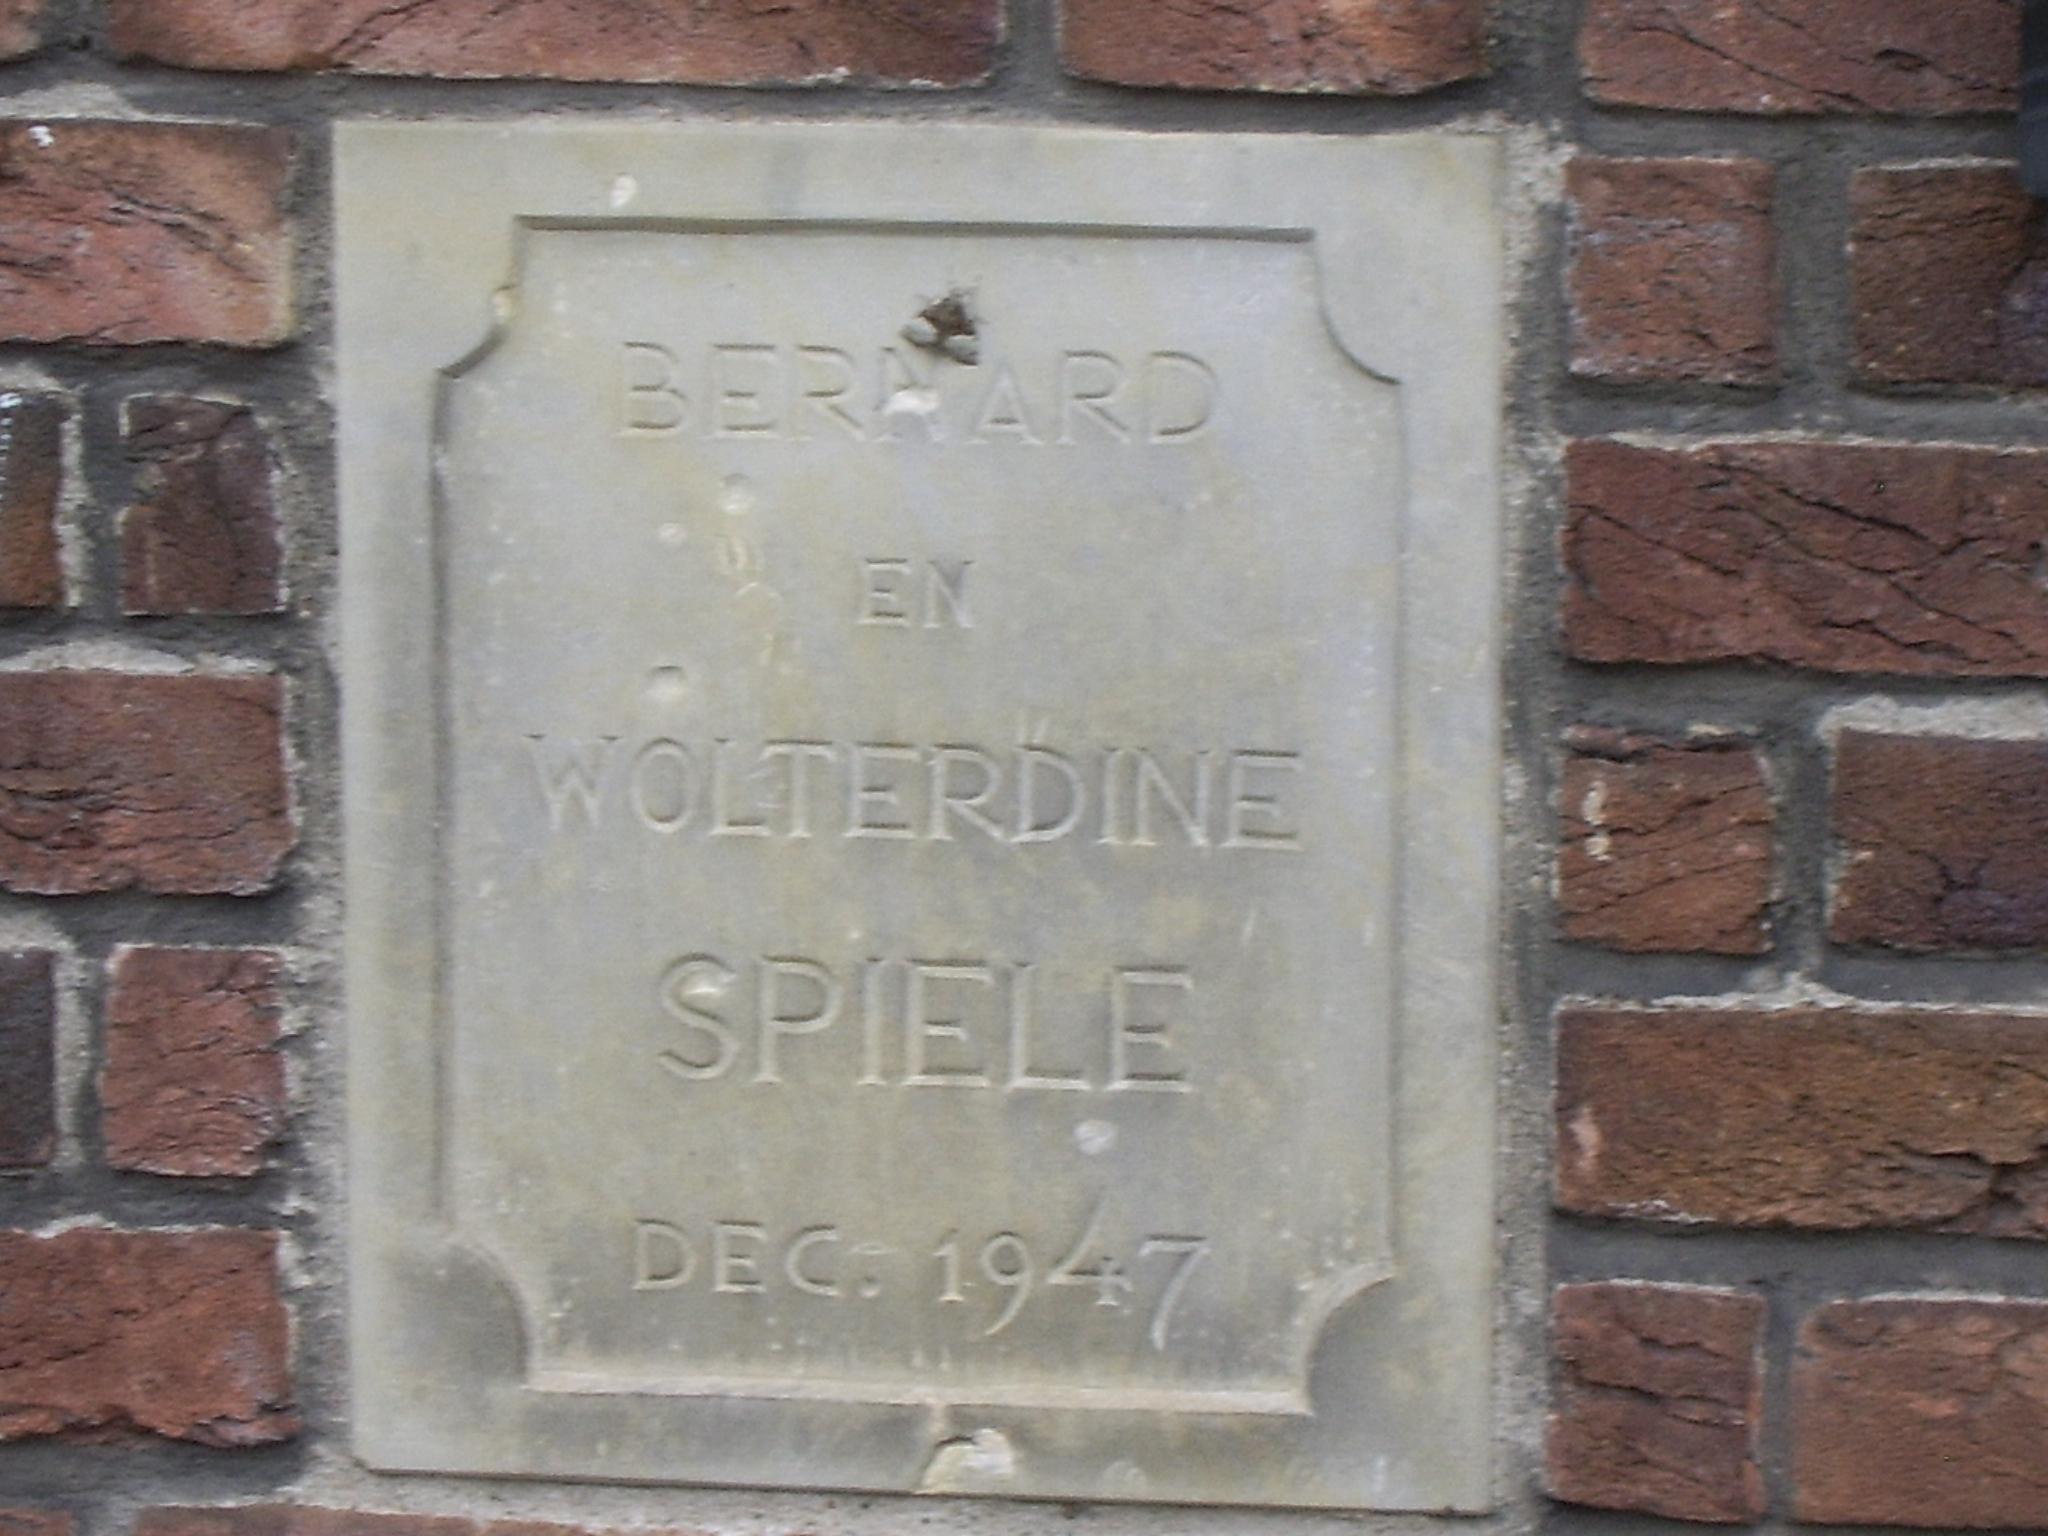 BERNARD
EN
WOLTERDINE
SPIELE
DEC. 1947